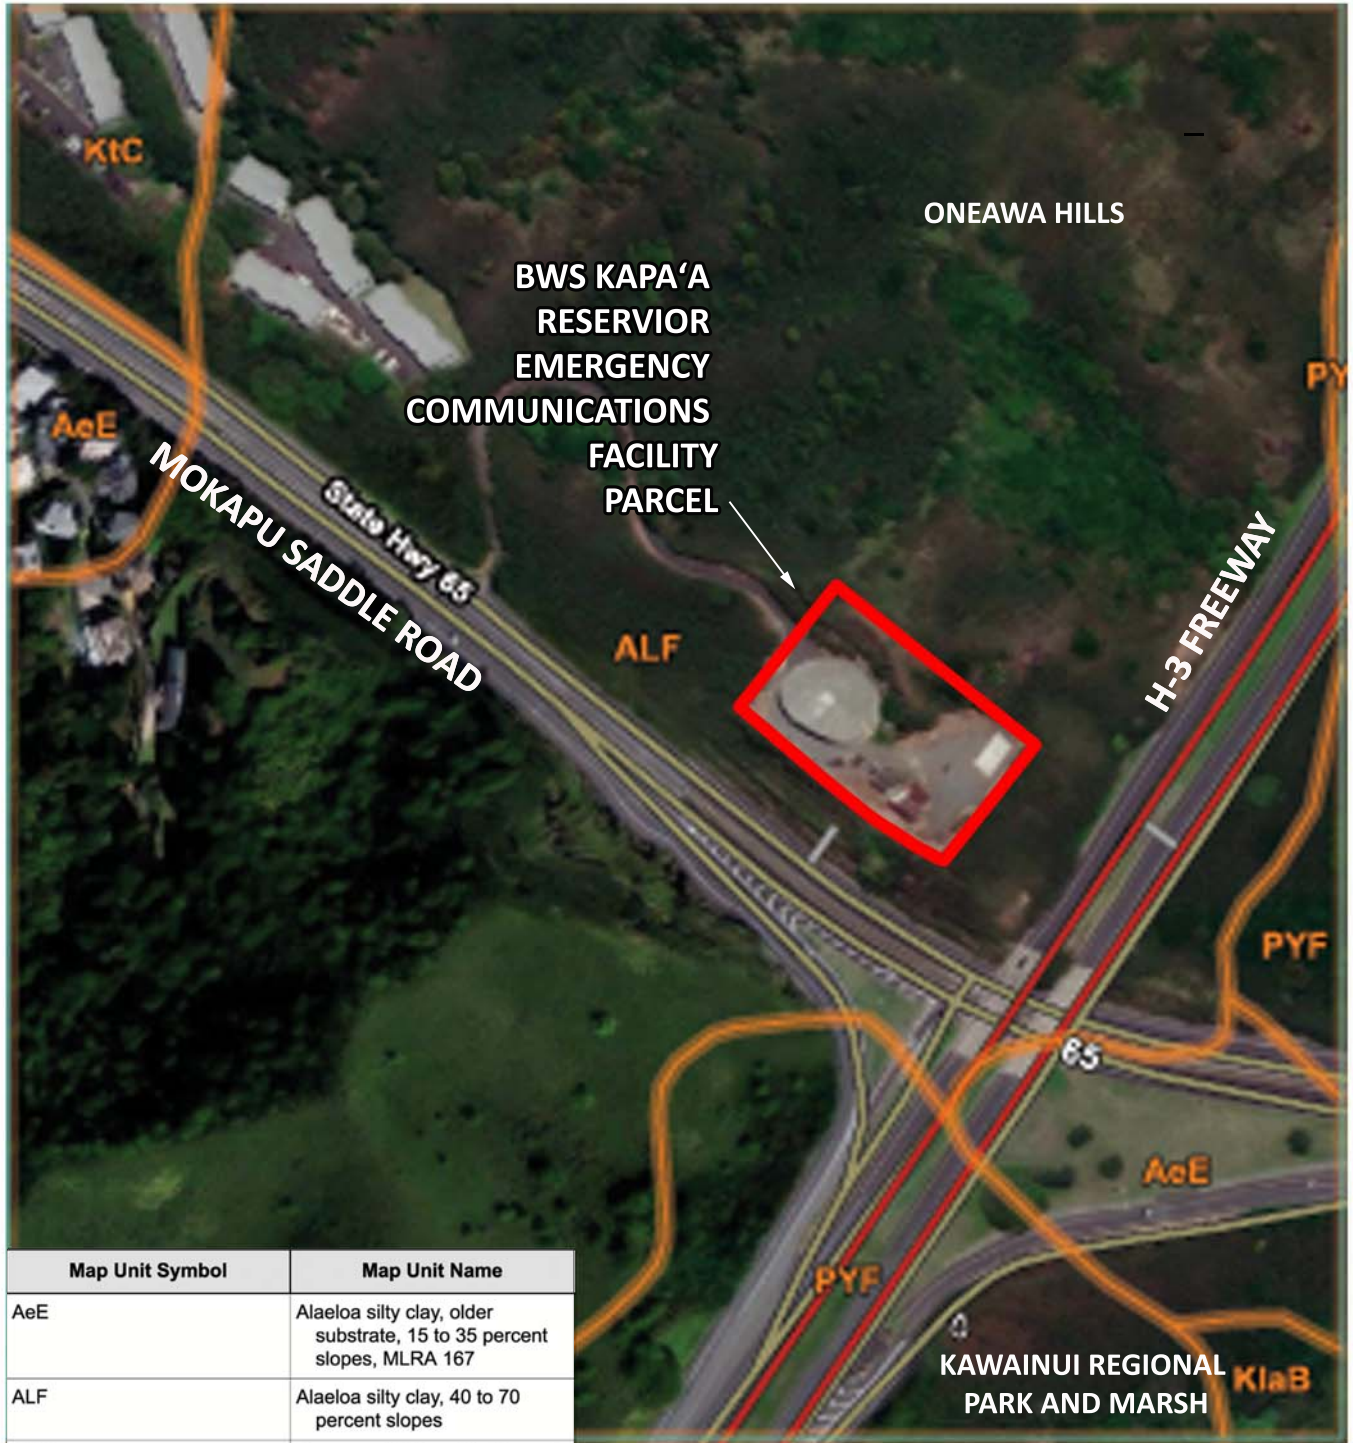 KtC
ONEAWA HILLS
BWS KAPA‘A
RESERVIOR
EMERGENCY
COMMUNICATIONS
FACILITY
PARCEL
PY
AeE
MOKAPU SADDLE ROAD
State Hwy 65
H-3 FREEWAY
ALF
PYF
65
AeE
PYF
KAWAINUI REGIONAL
PARK AND MARSH
KlaB
Map Unit Symbol Map Unit Name
AeE Alaeloa silty clay, older
substrate, 15 to 35 percent
slopes, MLRA 167
ALF Alaeloa silty clay, 40 to 70
percent slopes